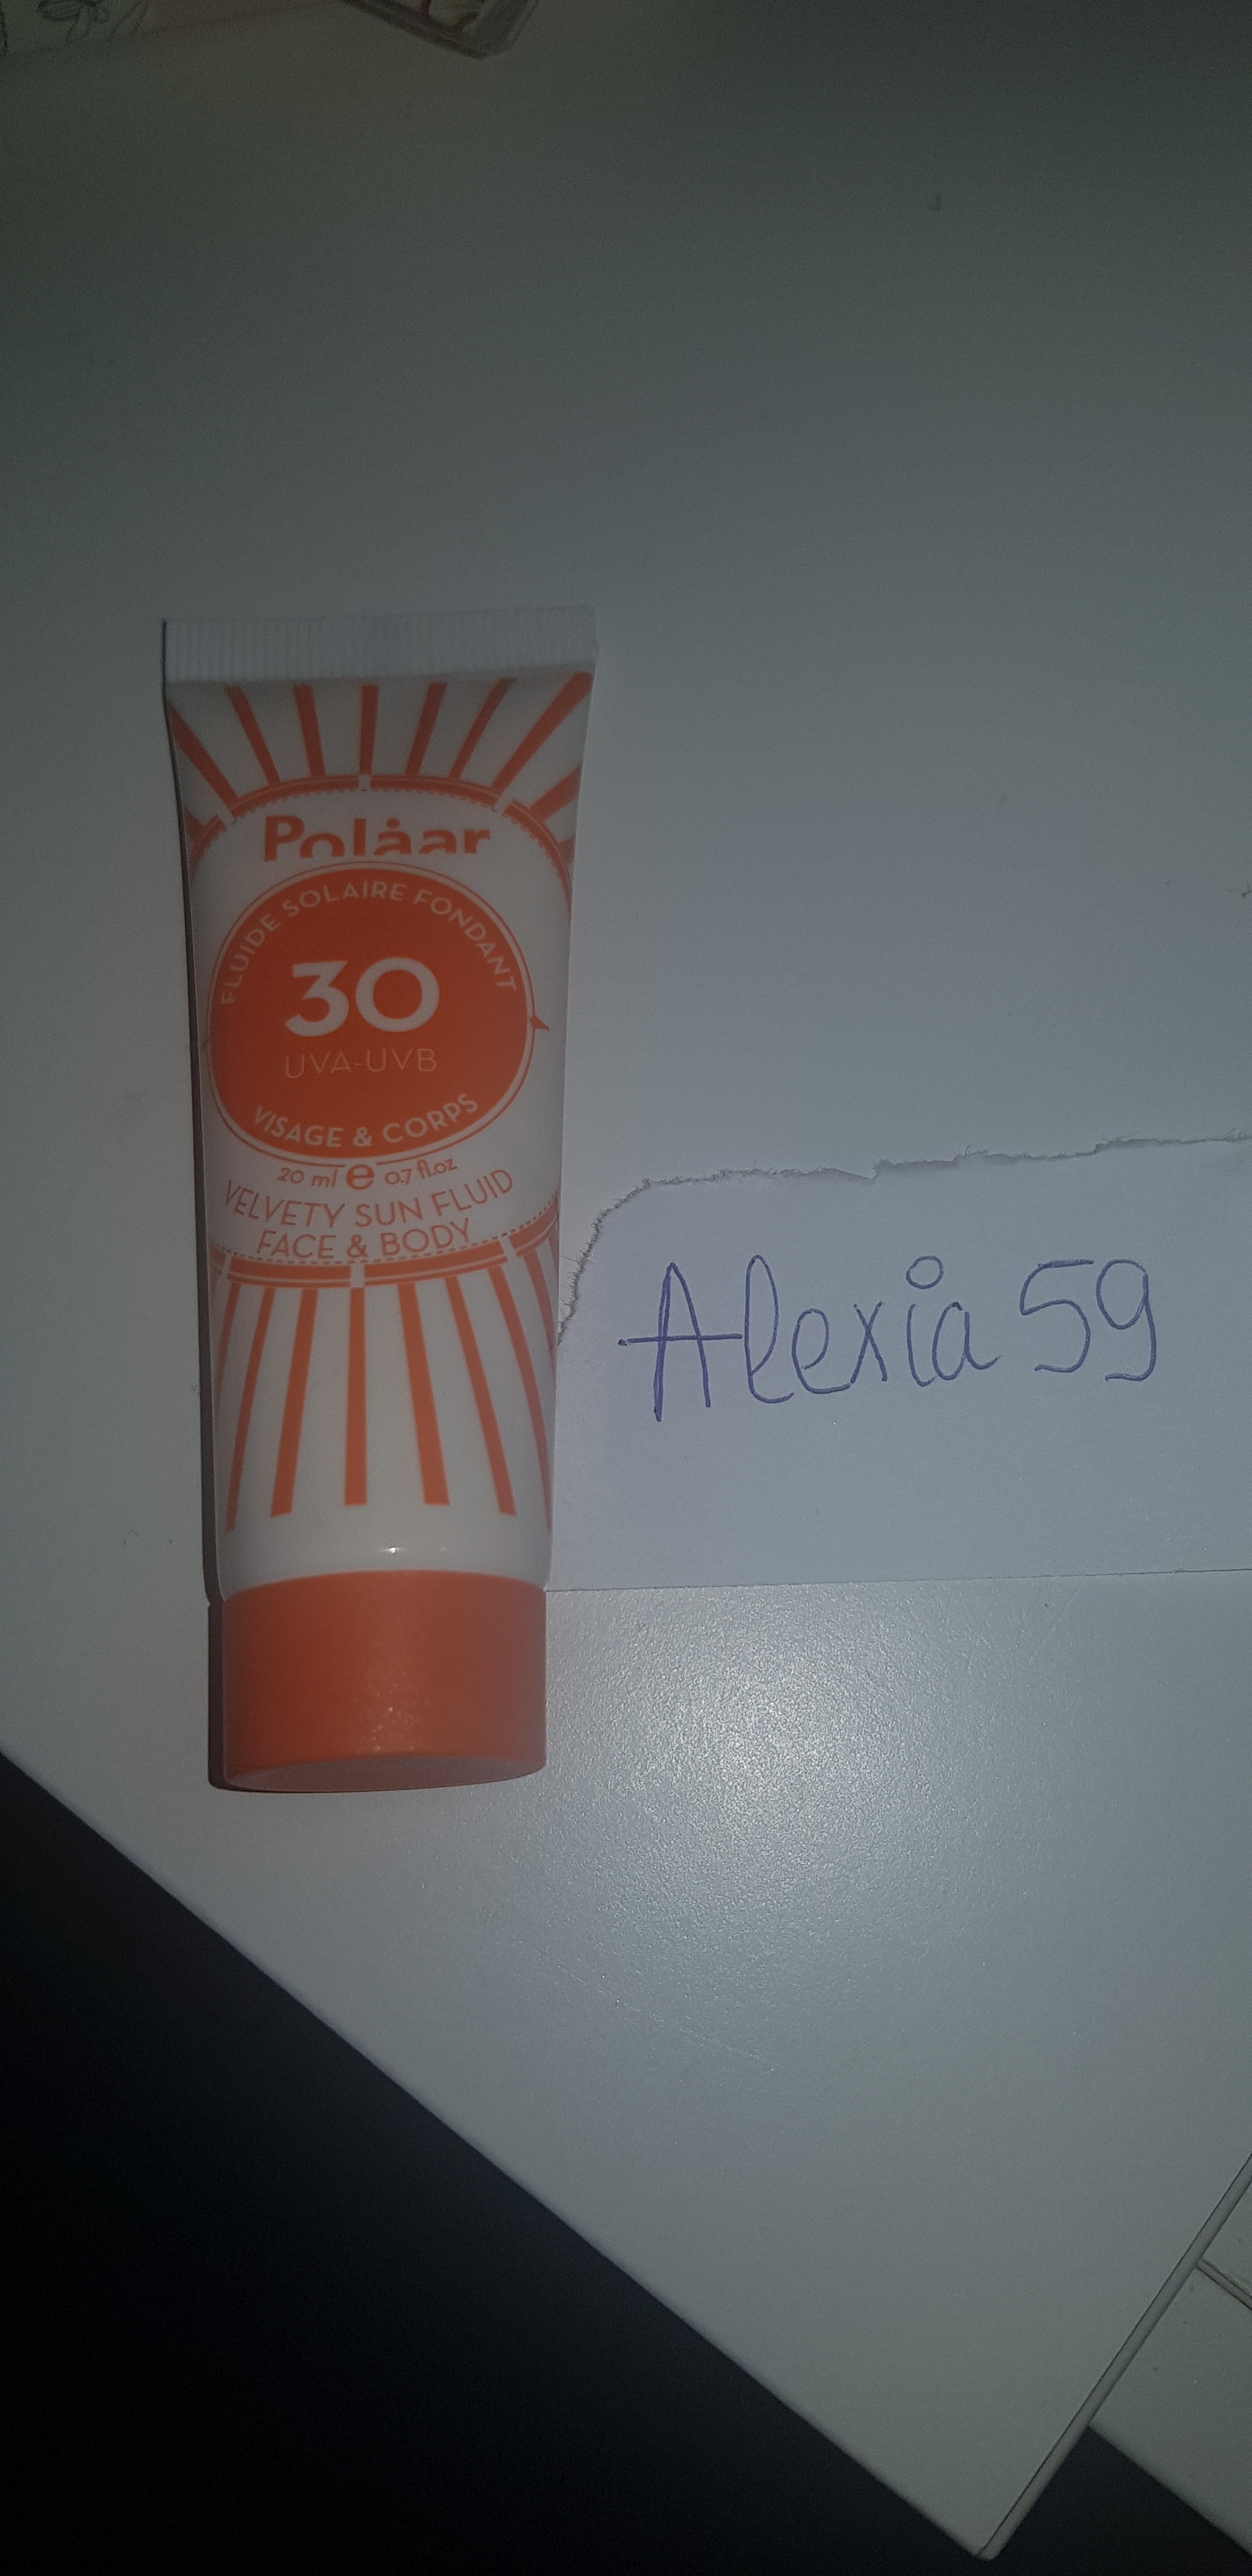 Polåar
FLUIDE SOLAIRE FONDANT
30
UVA-UVB
VISAGE & CORPS
20 ml e 0.7 fl.oz
VELVETY SUN FLUID
FACE & BODY
Alexia 59